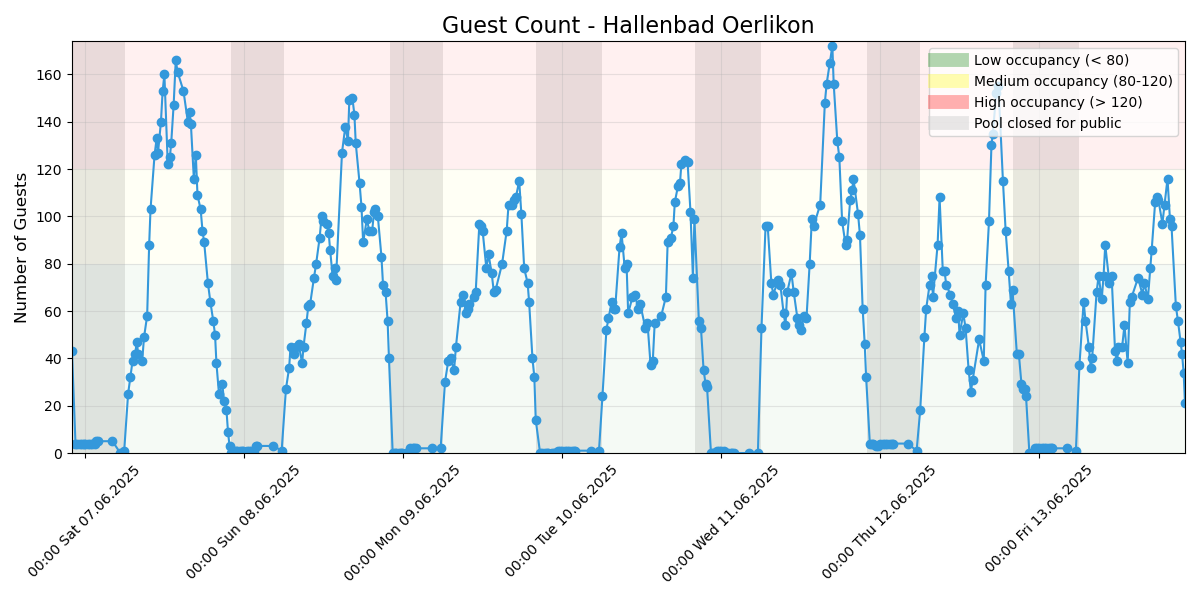 Guest Count - Hallenbad Oerlikon
Low occupancy (< 80)
Medium occupancy (80-120)
High occupancy (> 120)
Pool closed for public
Number of Guests
160
140
120
100
80
60
40
20
0
00:00 Sat 07.06.2025
00:00 Sun 08.06.2025
00:00 Mon 09.06.2025
00:00 Tue 10.06.2025
00:00 Wed 11.06.2025
00:00 Thu 12.06.2025
00:00 Fri 13.06.2025